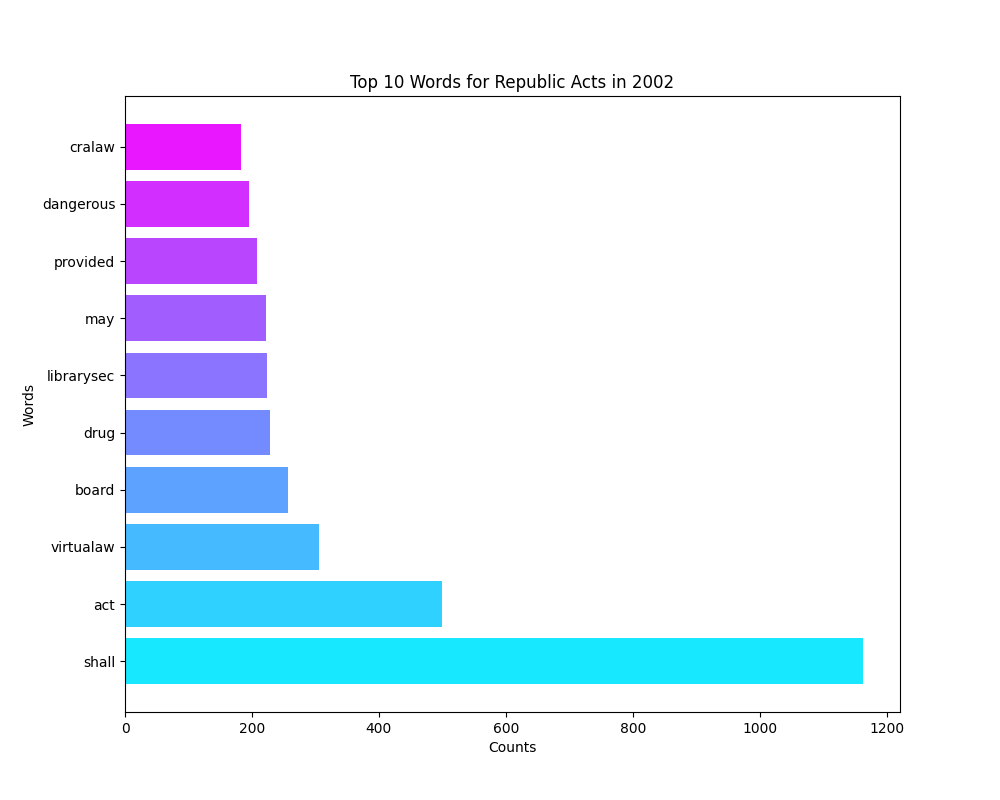 Top 10 Words for Republic Acts in 2002
cralaw
dangerous
provided
may
librarysec
drug
board
virtualaw
act
shall
Words
0 200 400 600 800 1000 1200
Counts